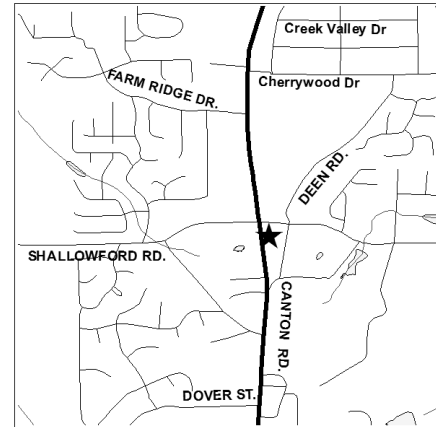 Creek Valley Dr
Cherrywood Dr
FARM RIDGE DR.
DEEN RD.
SHALLOWFORD RD.
CANTON RD.
DOVER ST.